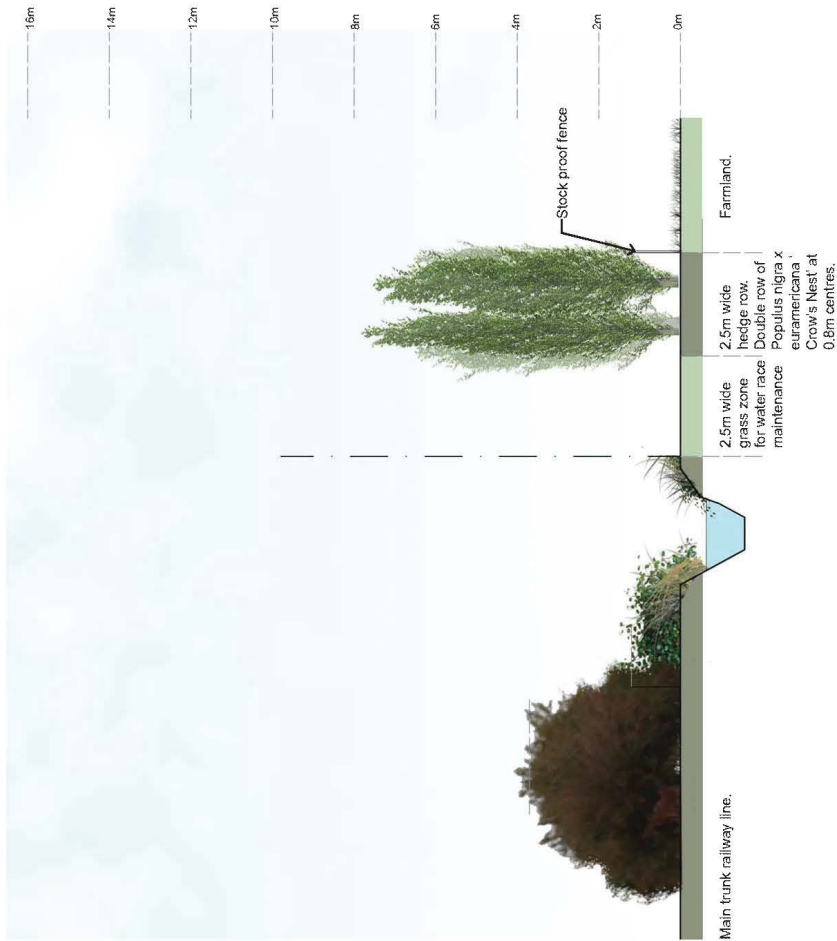 16m
14m
12m
10m
8m
6m
4m
2m
0m
Stock proof fence
Main trunk railway line.
2.5m wide
grass zone
for water race
maintenance
2.5m wide
hedge row.
Double row of
Populus nigra x
euramericana '
Crow's Nest' at
0.8m centres.
Farmland.